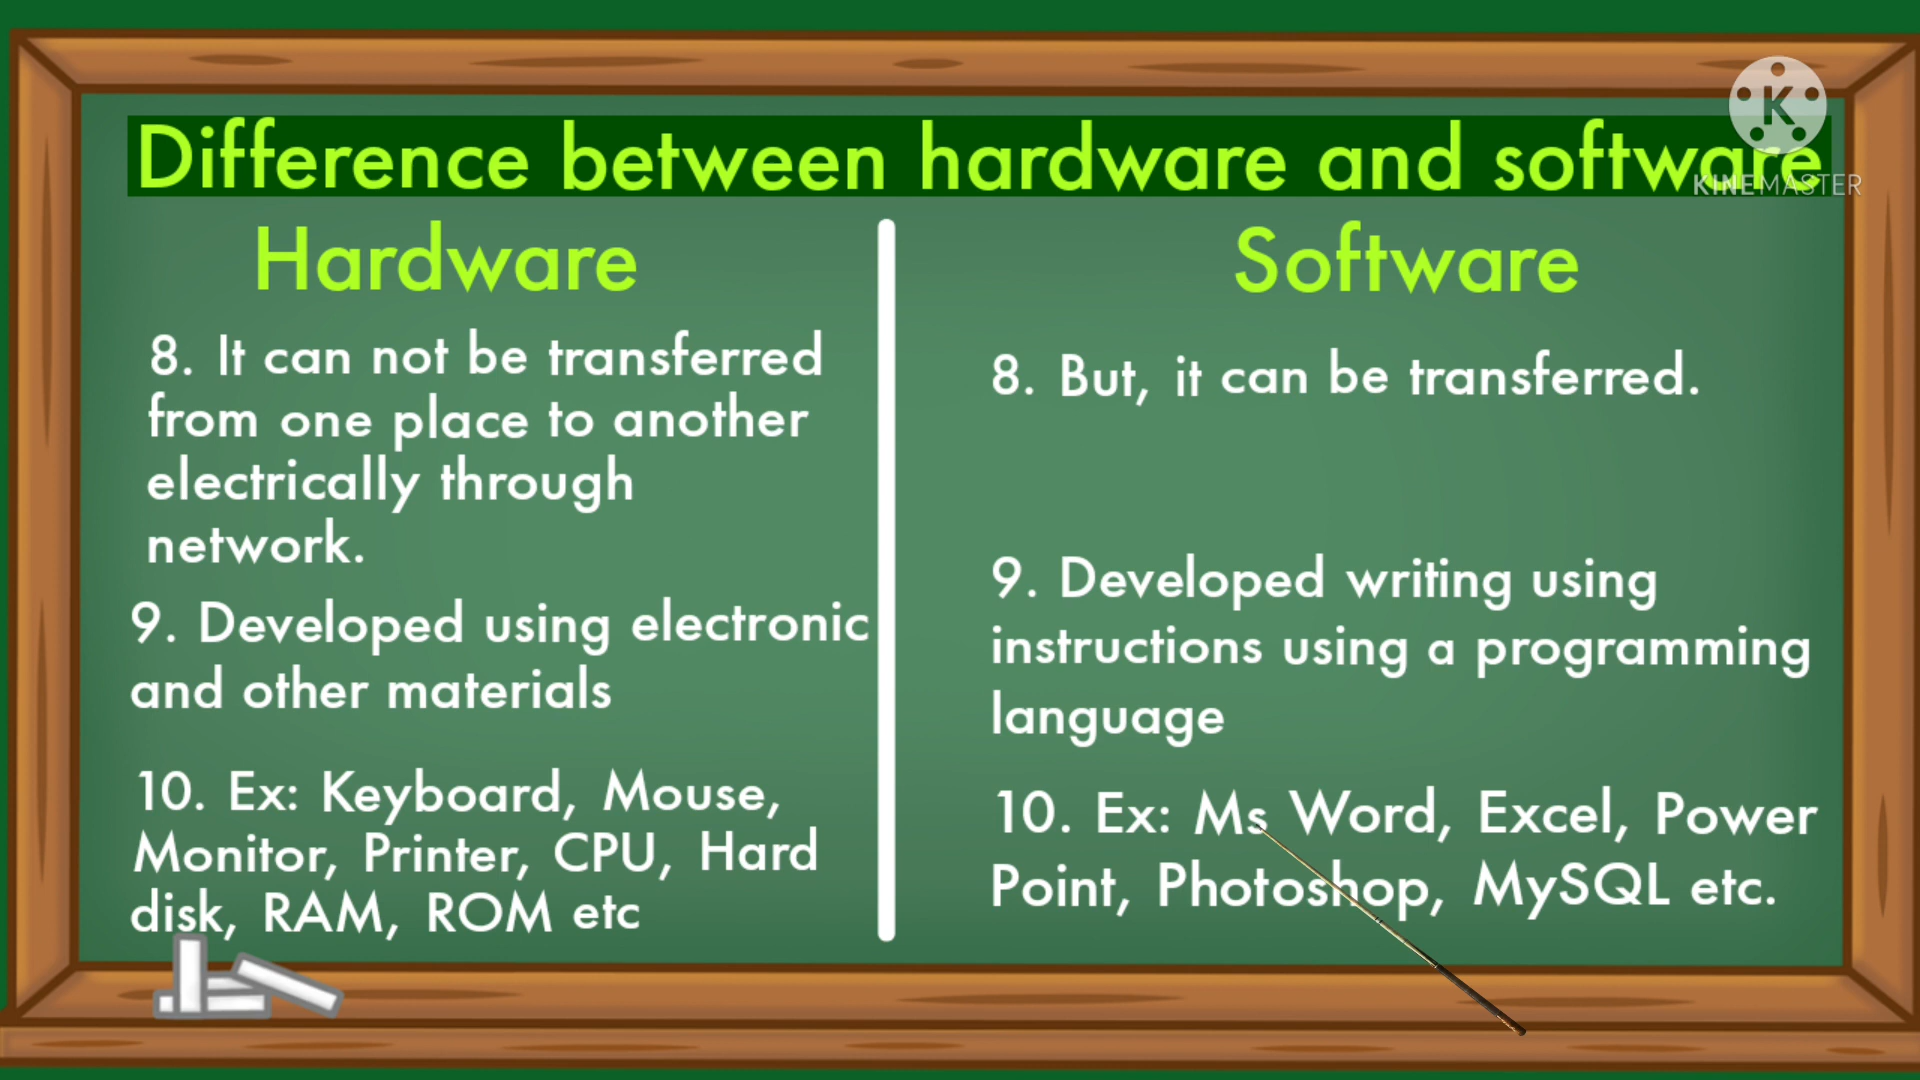 Difference between hardware and software
K
KINEMASTER
Hardware
8. It can not be transferred
from one place to another
electrically through
network.
9. Developed using electronic
and other materials
10. Ex: Keyboard, Mouse,
Monitor, Printer, CPU, Hard
disk, RAM, ROM etc
Software
8. But, it can be transferred.
9. Developed writing using
instructions using a programming
language
10. Ex: Ms Word, Excel, Power
Point, Photoshop, MySQL etc.